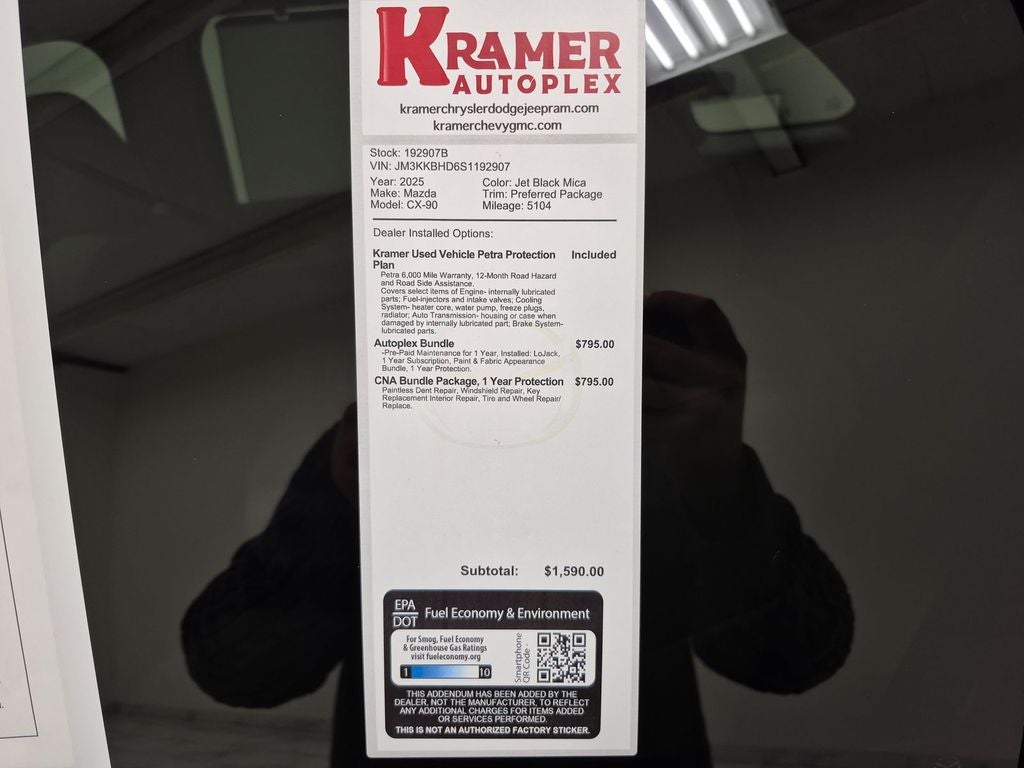 KRAMER
AUTOPLEX
kramerchryslerdodgejeepram.com
kramerchevygmc.com
Stock: 192907B
VIN: JM3KKBHD6S1192907
Year: 2025 Color: Jet Black Mica
Make: Mazda Trim: Preferred Package
Model: CX-90 Mileage: 5104
Dealer Installed Options:
Kramer Used Vehicle Petra Protection Included
Plan
Petra 6,000 Mile Warranty, 12-Month Road Hazard
and Road Side Assistance.
Covers select items of Engine- internally lubricated
parts; Fuel-injectors and intake valves; Cooling
System- heater core, water pump, freeze plugs,
radiator; Auto Transmission- housing or case when
damaged by internally lubricated part; Brake System-
lubricated parts.
Autoplex Bundle $795.00
-Pre-Paid Maintenance for 1 Year, Installed: LoJack,
1 Year Subscription, Paint & Fabric Appearance
Bundle, 1 Year Protection.
CNA Bundle Package, 1 Year Protection $795.00
Paintless Dent Repair, Windshield Repair, Key
Replacement Interior Repair, Tire and Wheel Repair/
Replace.
Subtotal: $1,590.00
EPA
DOT Fuel Economy & Environment
For Smog, Fuel Economy
& Greenhouse Gas Ratings
visit fueleconomy.org
1 10
Smartphone
QR Code
THIS ADDENDUM HAS BEEN ADDED BY THE
DEALER, NOT THE MANUFACTURER, TO REFLECT
ANY ADDITIONAL CHARGES FOR ITEMS ADDED
OR SERVICES PERFORMED.
THIS IS NOT AN AUTHORIZED FACTORY STICKER.